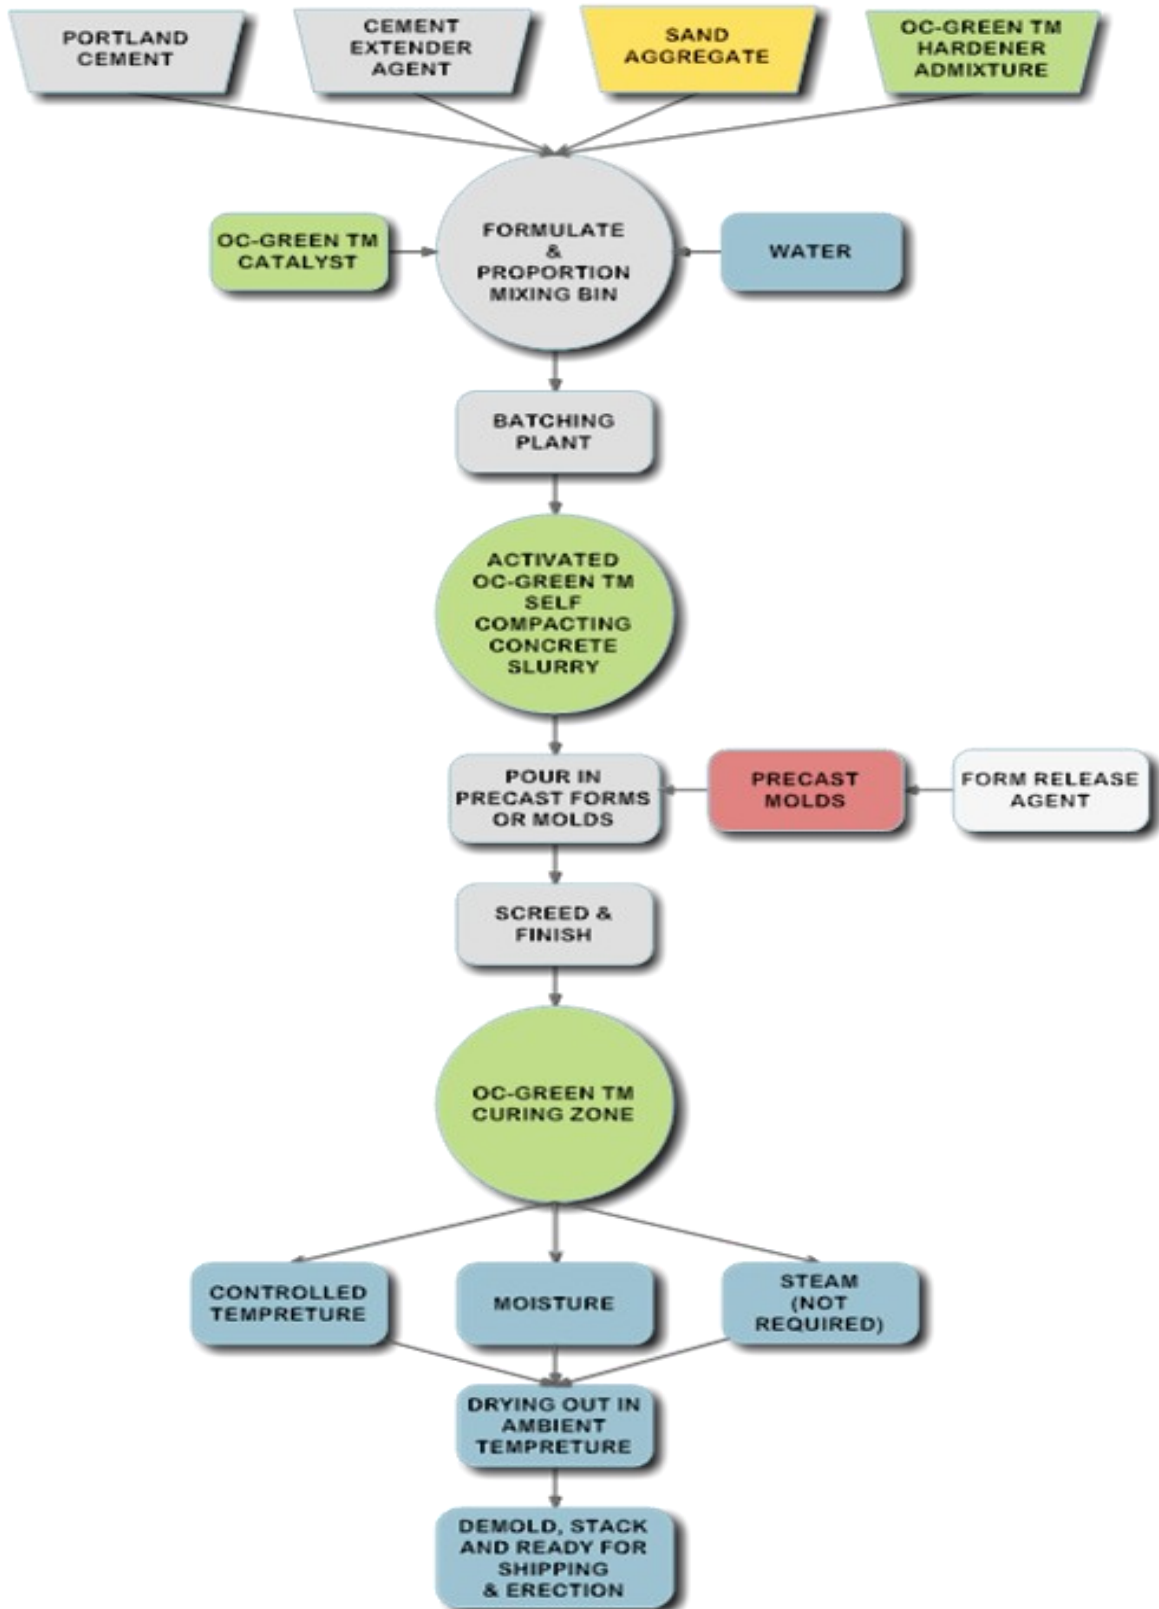 PORTLAND
CEMENT
CEMENT
EXTENDER
AGENT
SAND
AGGREGATE
OC-GREEN TM
HARDENER
ADMIXTURE
OC-GREEN TM
CATALYST
FORMULATE
&
PROPORTION
MIXING BIN
WATER
BATCHING
PLANT
ACTIVATED
OC-GREEN TM
SELF
COMPACTING
CONCRETE
SLURRY
POUR IN
PRECAST FORMS
OR MOLDS
PRECAST
MOLDS
FORM RELEASE
AGENT
SCREED &
FINISH
OC-GREEN TM
CURING ZONE
CONTROLLED
TEMPRETURE
MOISTURE
STEAM
(NOT
REQUIRED)
DRYING OUT IN
AMBIENT
TEMPRETURE
DEMOLD, STACK
AND READY FOR
SHIPPING
& ERECTION